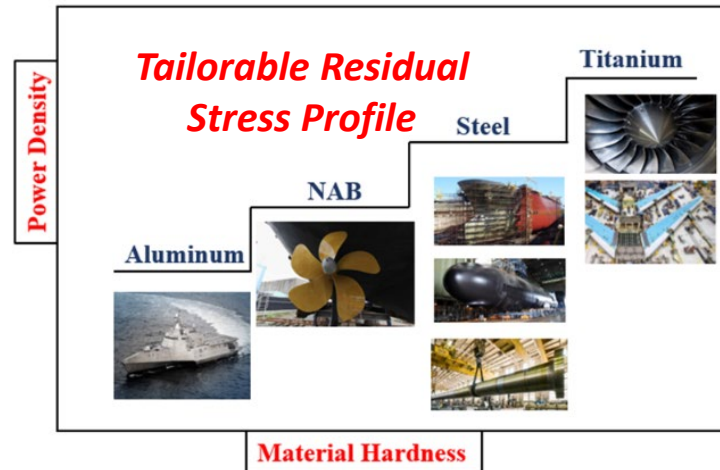 Tailorable Residual
Stress Profile
Titanium
Steel
NAB
Aluminum
Power Density
Material Hardness